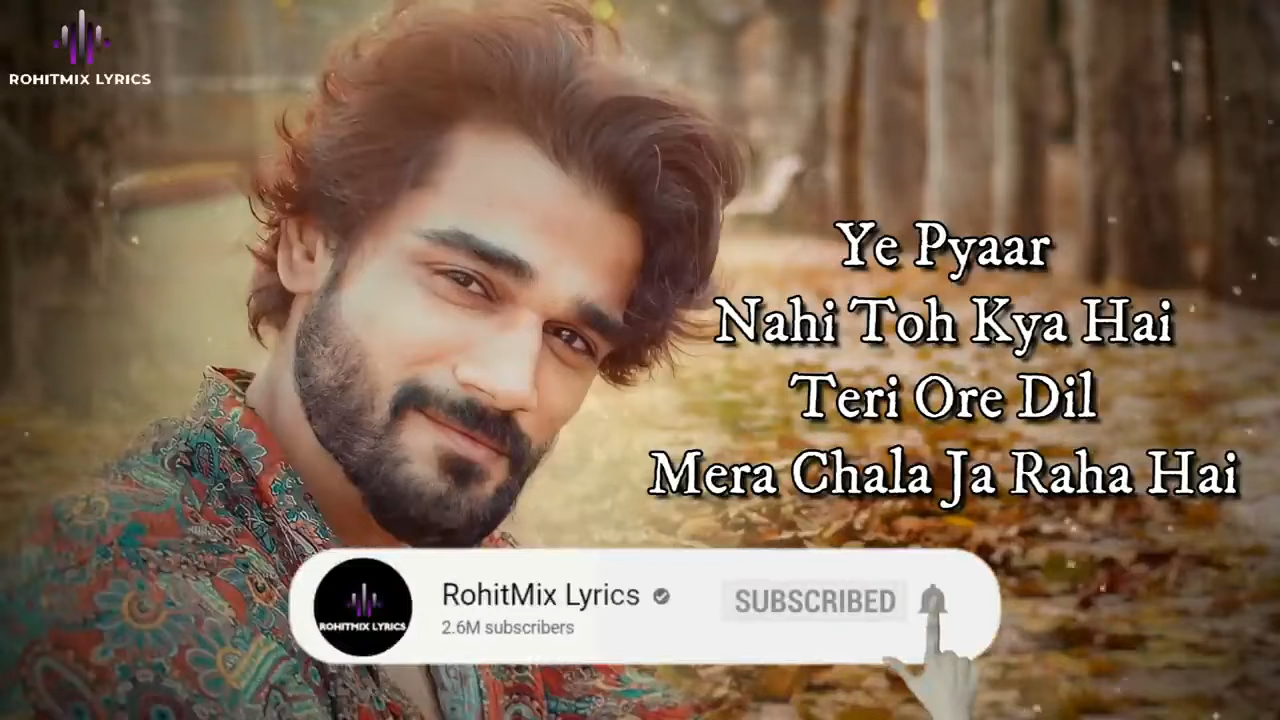 ROHITMIX LYRICS
Ye Pyaar
Nahi Toh Kya Hai
Teri Ore Dil
Mera Chala Ja Raha Hai
ROHITMIX LYRICS
RohitMix Lyrics
SUBSCRIBED
2.6M subscribers